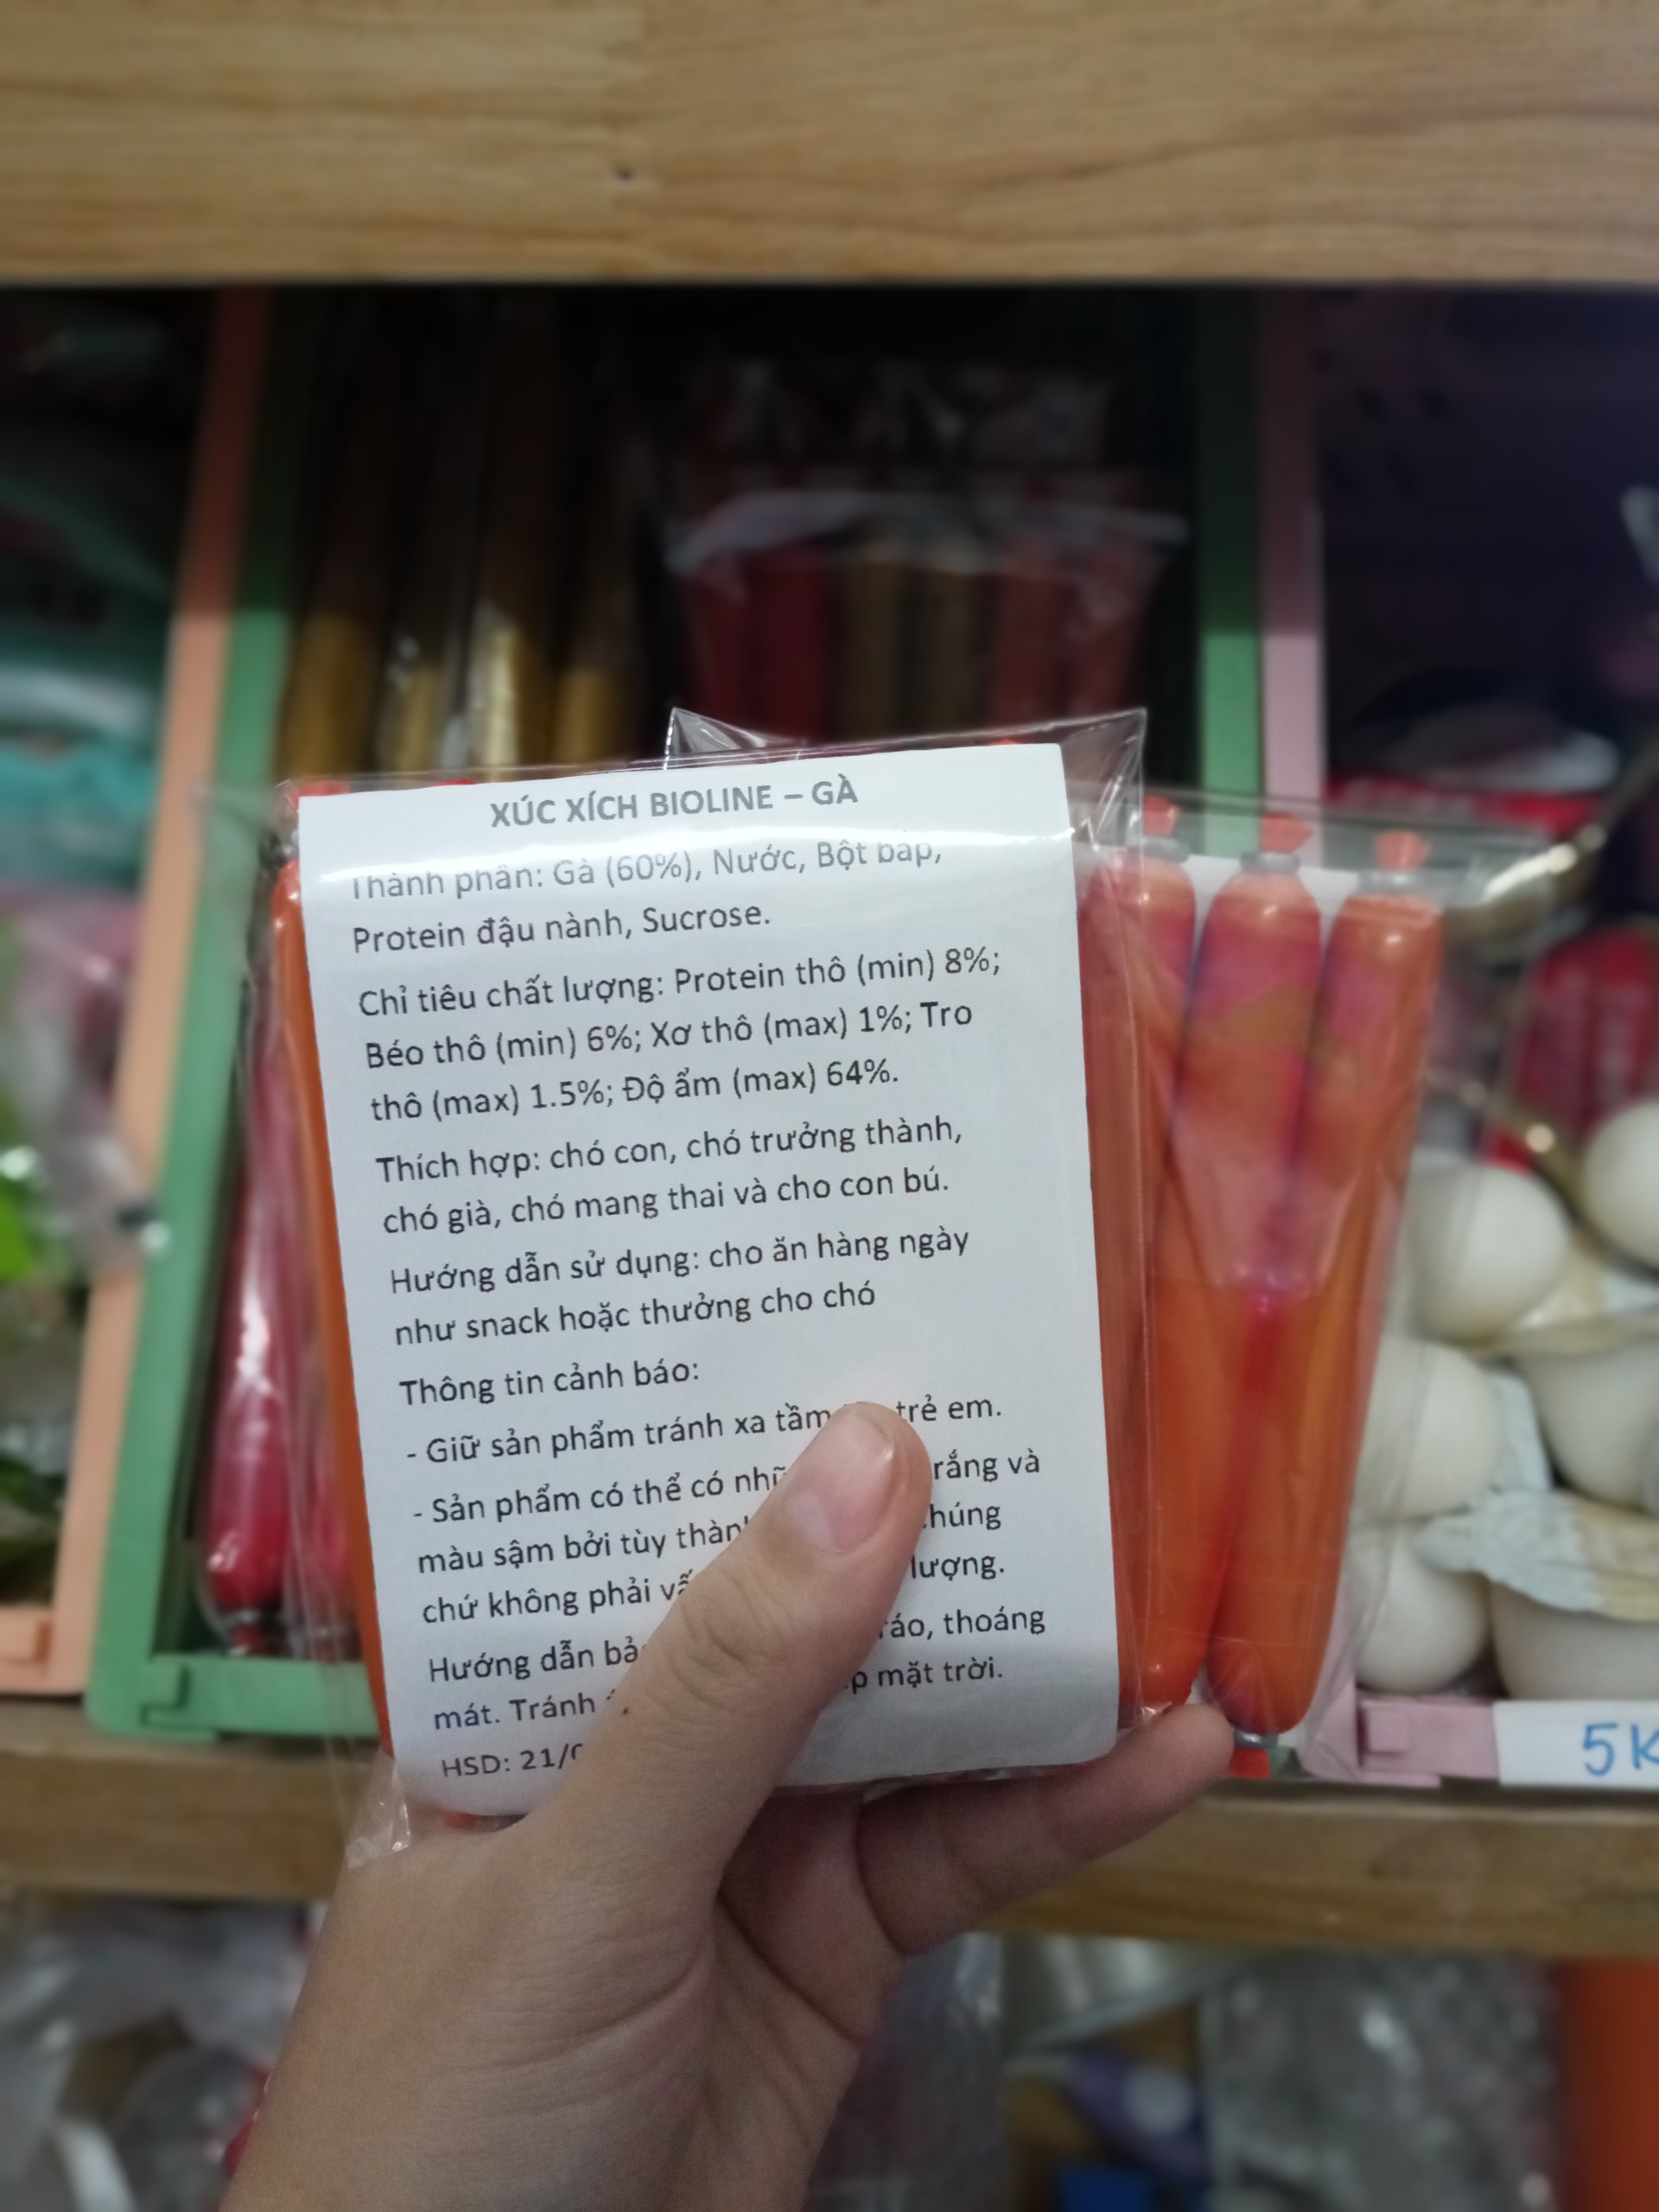 XÚC XÍCH BIOLINE – GÀ
Thành phần: Gà (60%), Nước, Bột bắp,
Protein đậu nành, Sucrose.
Chỉ tiêu chất lượng: Protein thô (min) 8%;
Béo thô (min) 6%; Xơ thô (max) 1%; Tro
thô (max) 1.5%; Độ ẩm (max) 64%.
Thích hợp: chó con, chó trưởng thành,
chó già, chó mang thai và cho con bú.
Hướng dẫn sử dụng: cho ăn hàng ngày
như snack hoặc thưởng cho chó
Thông tin cảnh báo:
- Giữ sản phẩm tránh xa tầm trẻ em.
- Sản phẩm có thể có và
màu sậm bởi tùy
chứ không phải lượng.
Hướng dẫn thoáng
mát. Tránh mặt trời.
HSD: 21/